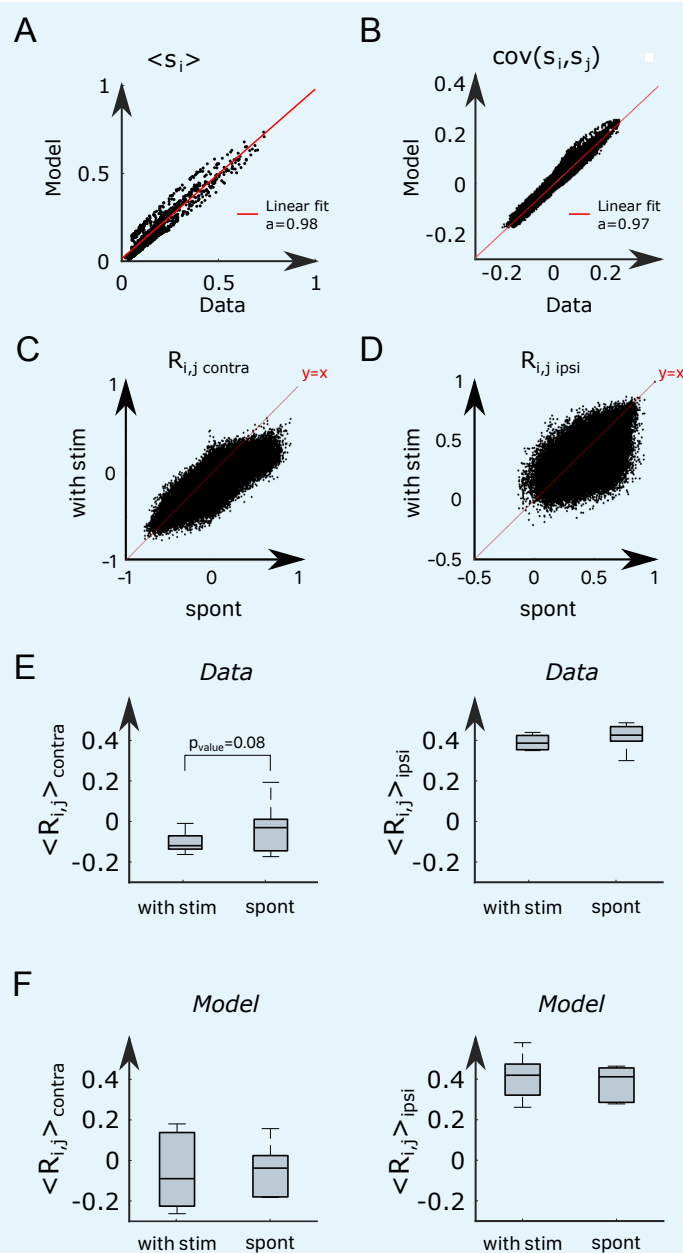 A
<s_i>
Model
1
0.5
0
0
0.5
1
Linear fit
a=0.98
Data
B
cov(s_i,s_j)
Model
0.4
0.2
0
-0.2
-0.2
0
0.2
Linear fit
a=0.97
Data
C
R_i,j contra
y=x
with stim
1
0
-1
-1
0
1
spont
D
R_i,j ipsi
y=x
with stim
1
0.5
0
-0.5
-0.5
0
0.5
1
spont
E
Data
<R_i,j>_contra
0.4
0.2
0
-0.2
p_value=0.08
with stim
spont
Data
<R_i,j>_ipsi
0.4
0.2
0
-0.2
with stim
spont
F
Model
<R_i,j>_contra
0.4
0.2
0
-0.2
with stim
spont
Model
<R_i,j>_ipsi
0.4
0.2
0
-0.2
with stim
spont